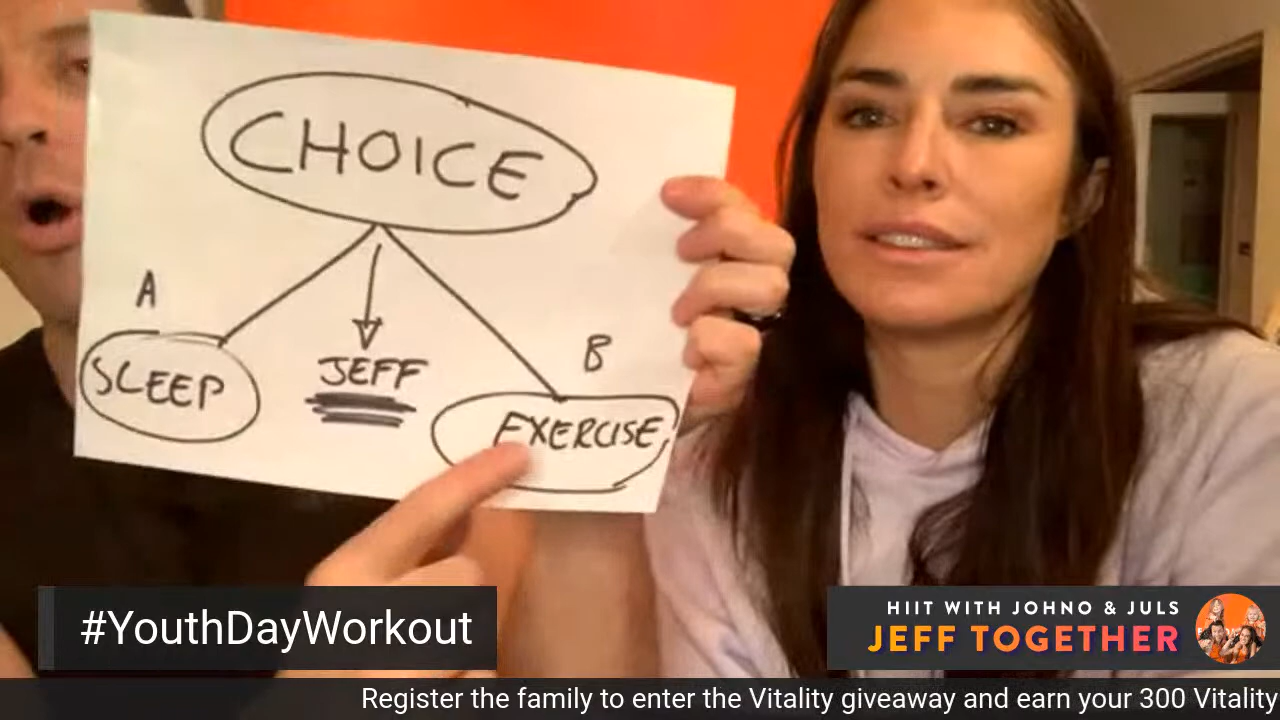 CHOICE
A
B
SLEEP
JEFF
EXERCISE
#YouthDayWorkout
HIIT WITH JOHNO & JULS
JEFF TOGETHER
Register the family to enter the Vitality giveaway and earn your 300 Vitality